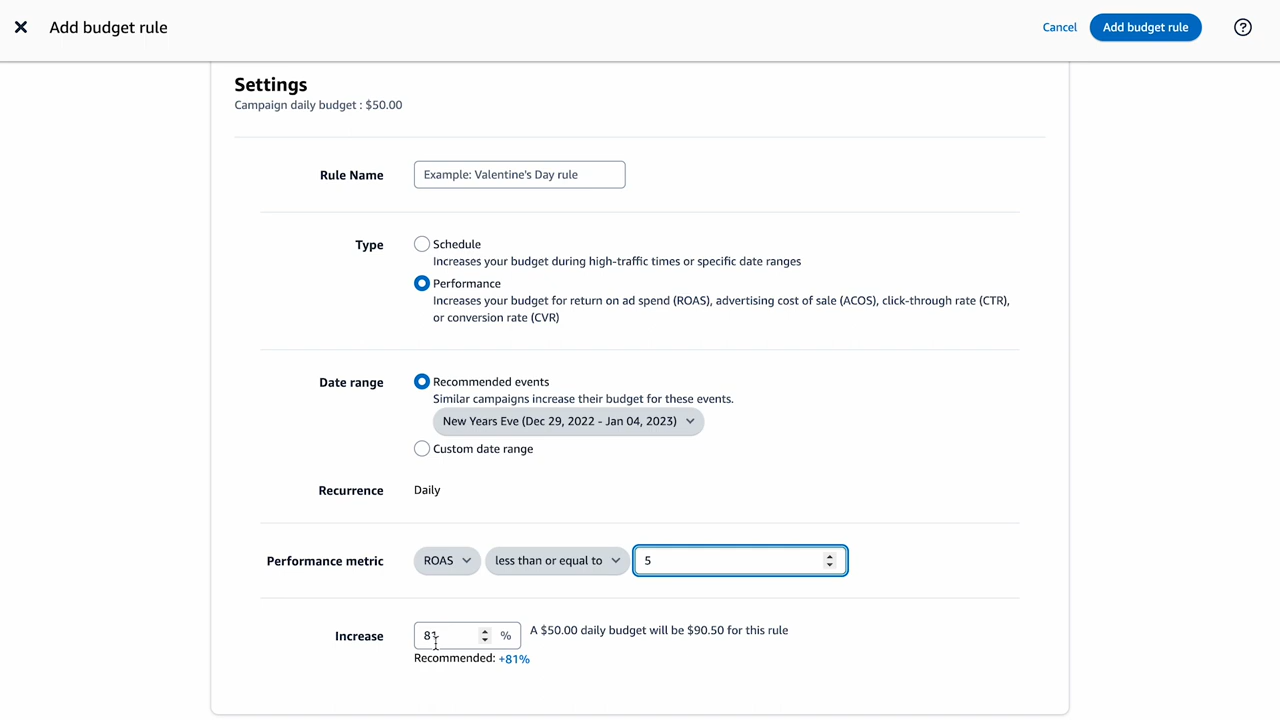 Add budget rule
Cancel
Add budget rule
Settings
Campaign daily budget : $50.00
Rule Name
Example: Valentine's Day rule
Type
Schedule
Increases your budget during high-traffic times or specific date ranges
Performance
Increases your budget for return on ad spend (ROAS), advertising cost of sale (ACOS), click-through rate (CTR),
or conversion rate (CVR)
Date range
Recommended events
Similar campaigns increase their budget for these events.
New Years Eve (Dec 29, 2022 - Jan 04, 2023)
Custom date range
Recurrence
Daily
Performance metric
ROAS
less than or equal to
5
Increase
81
%
A $50.00 daily budget will be $90.50 for this rule
Recommended: +81%